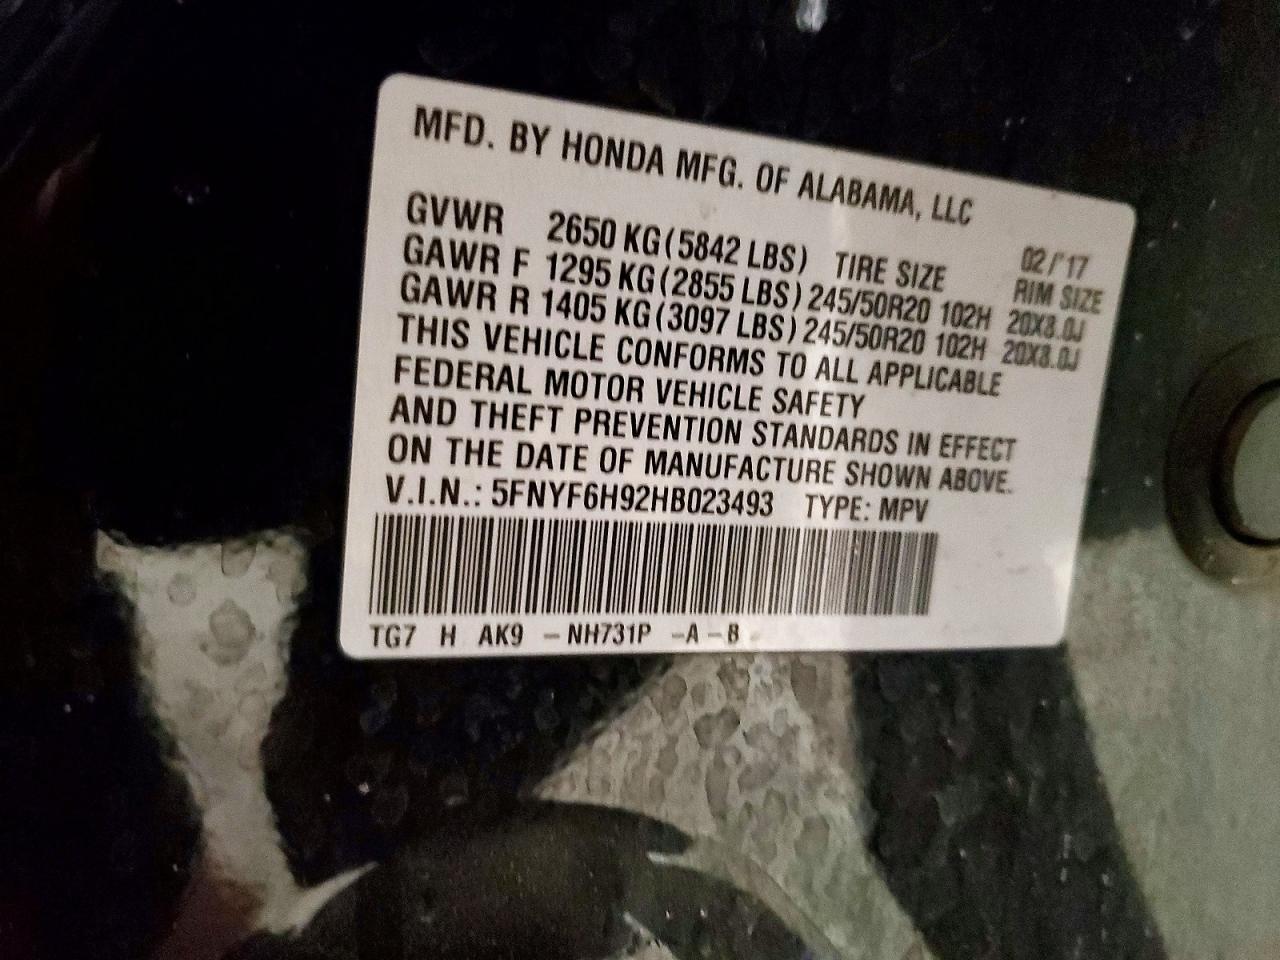 MFD. BY HONDA MFG. OF ALABAMA, LLC
02/'17
GVWR 2650 KG(5842 LBS) TIRE SIZE RIM SIZE
GAWR F 1295 KG(2855 LBS) 245/50R20 102H 20X8.0J
GAWR R 1405 KG(3097 LBS) 245/50R20 102H 20X8.0J
THIS VEHICLE CONFORMS TO ALL APPLICABLE
FEDERAL MOTOR VEHICLE SAFETY
AND THEFT PREVENTION STANDARDS IN EFFECT
ON THE DATE OF MANUFACTURE SHOWN ABOVE.
V.I.N.: 5FNYF6H92HB023493 TYPE: MPV
TG7 H AK9 – NH731P –A – B